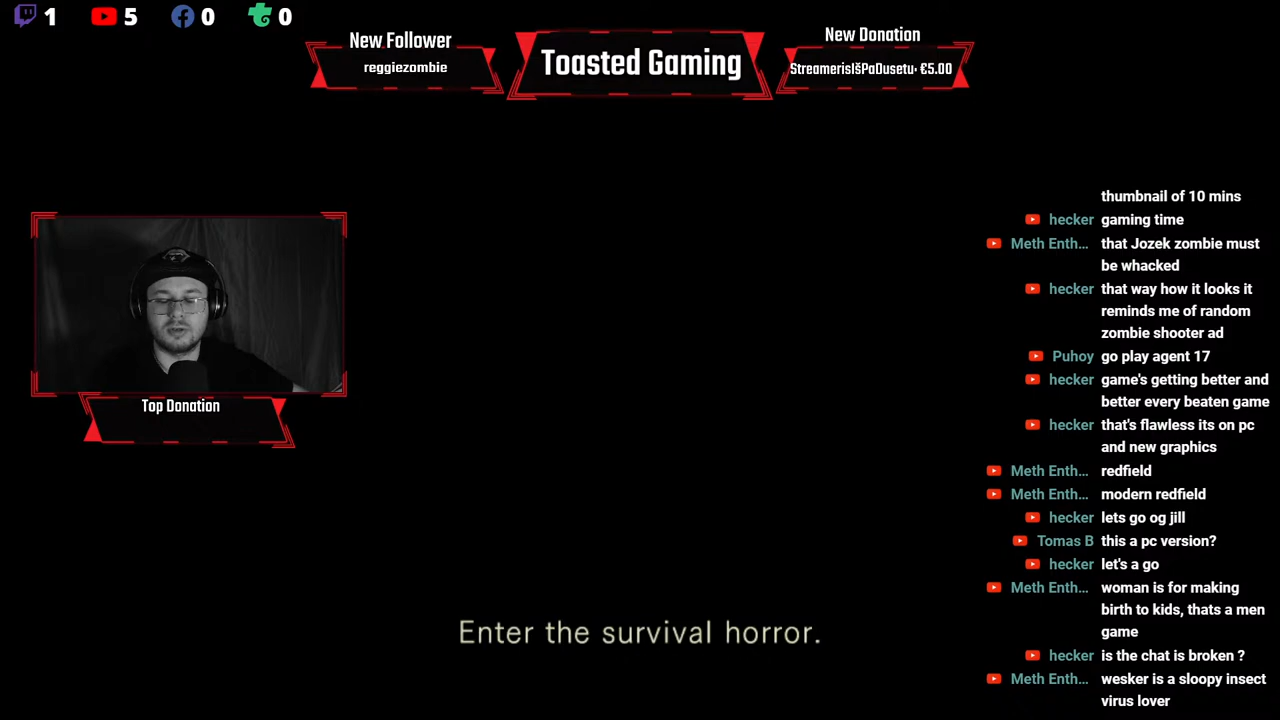 1 5 0 0
New Follower
reggiezombie
Toasted Gaming
New Donation
StreamerisIšPaDusetu· €5.00
Top Donation
thumbnail of 10 mins
hecker gaming time
Meth Enth... that Jozek zombie must
be whacked
hecker that way how it looks it
reminds me of random
zombie shooter ad
Puhoy go play agent 17
hecker game's getting better and
better every beaten game
hecker that's flawless its on pc
and new graphics
Meth Enth... redfield
Meth Enth... modern redfield
hecker lets go og jill
Tomas B this a pc version?
hecker let's a go
Meth Enth... woman is for making
birth to kids, thats a men
game
hecker is the chat is broken ?
Meth Enth... wesker is a sloopy insect
virus lover
Enter the survival horror.